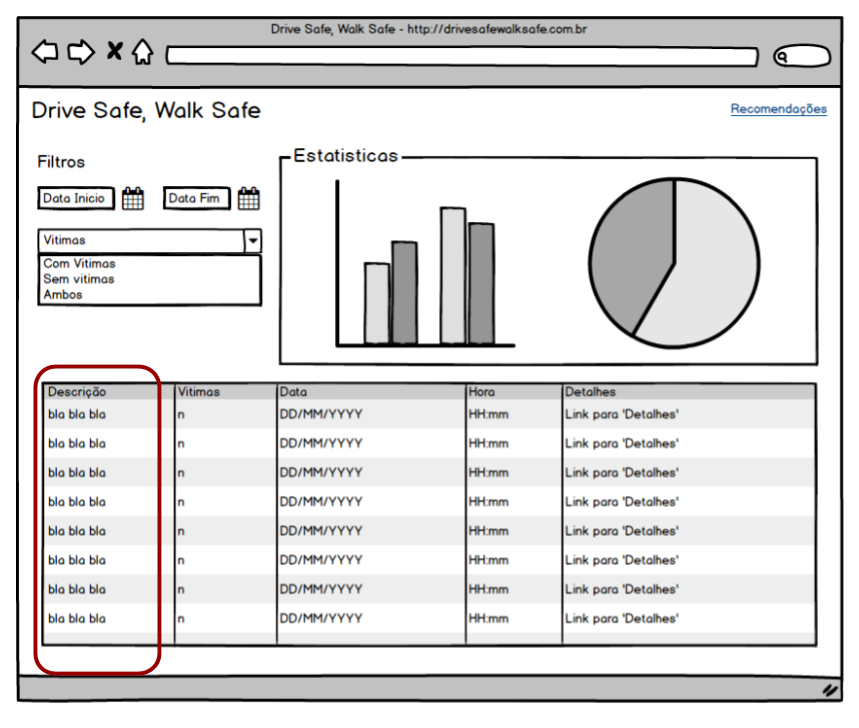 Drive Safe, Walk Safe - http://drivesafewalksafe.com.br
Drive Safe, Walk Safe
Recomendações
Filtros
Data Inicio
Data Fim
Vitimas
Com Vitimas
Sem vitimas
Ambos
Estatisticas
Descrição Vitimas Data Hora Detalhes
bla bla bla n DD/MM/YYYY HH:mm Link para 'Detalhes'
bla bla bla n DD/MM/YYYY HH:mm Link para 'Detalhes'
bla bla bla n DD/MM/YYYY HH:mm Link para 'Detalhes'
bla bla bla n DD/MM/YYYY HH:mm Link para 'Detalhes'
bla bla bla n DD/MM/YYYY HH:mm Link para 'Detalhes'
bla bla bla n DD/MM/YYYY HH:mm Link para 'Detalhes'
bla bla bla n DD/MM/YYYY HH:mm Link para 'Detalhes'
bla bla bla n DD/MM/YYYY HH:mm Link para 'Detalhes'